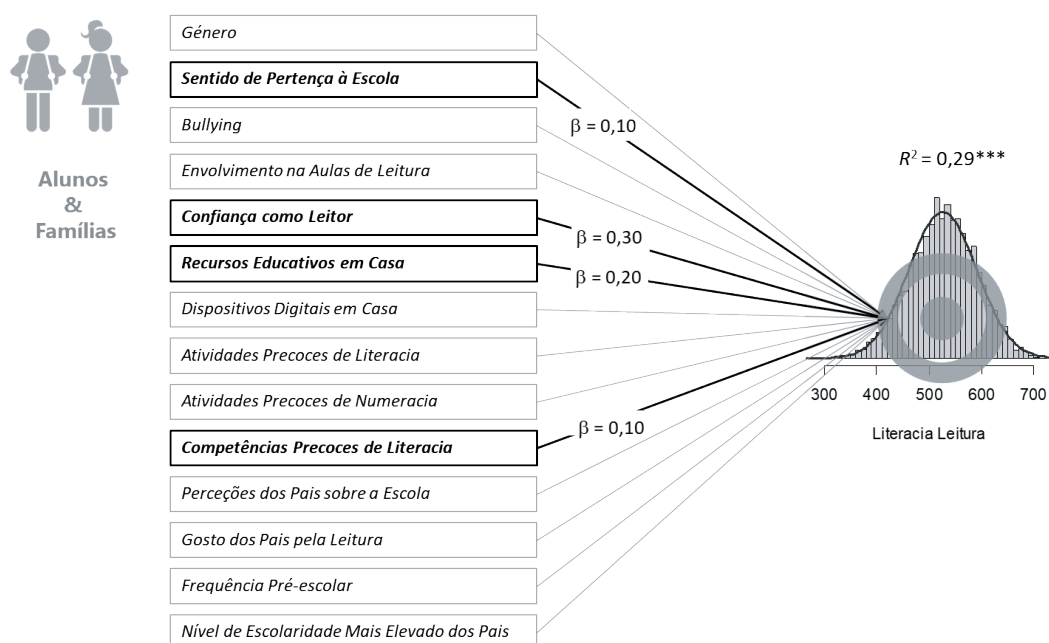 Género
Sentido de Pertença à Escola
Bullying
Envolvimento na Aulas de Leitura
Confiança como Leitor
Recursos Educativos em Casa
Dispositivos Digitais em Casa
Atividades Precoces de Literacia
Atividades Precoces de Numeracia
Competências Precoces de Literacia
Perceções dos Pais sobre a Escola
Gosto dos Pais pela Leitura
Frequência Pré-escolar
Nível de Escolaridade Mais Elevado dos Pais
Alunos
&
Famílias
β = 0,10
β = 0,30
β = 0,20
β = 0,10
R² = 0,29***
300 400 500 600 700
Literacia Leitura